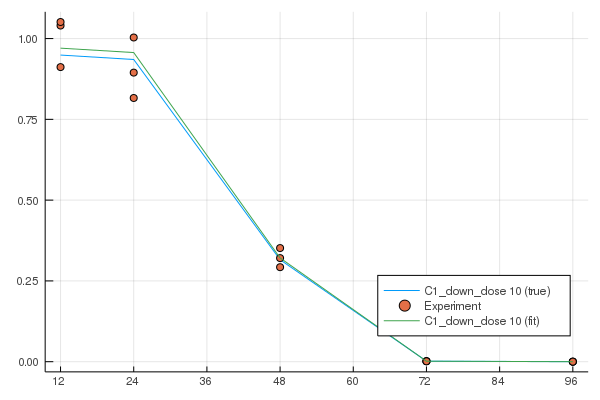 1.00
0.75
0.50
0.25
0.00
C1_down_dose 10 (true)
Experiment
C1_down_dose 10 (fit)
12 24 36 48 60 72 84 96